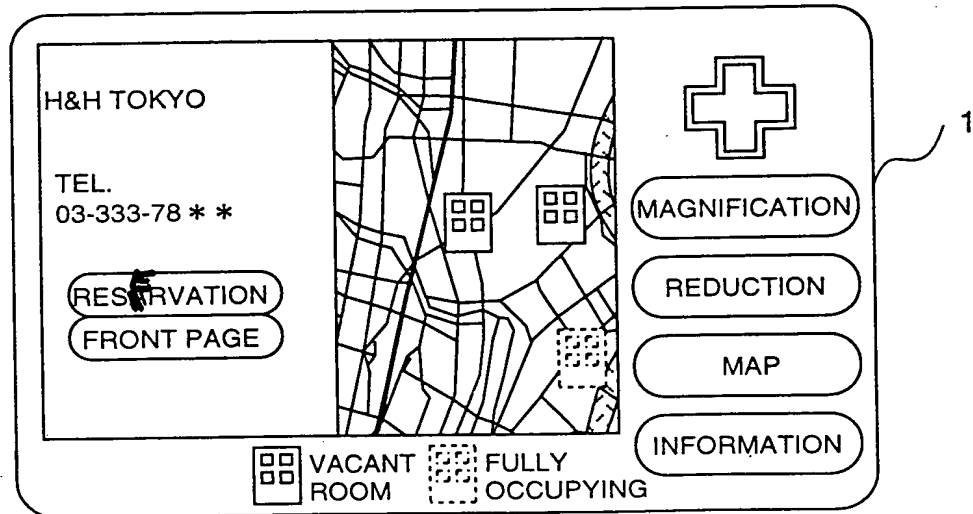 H&H TOKYO
TEL.
03-333-78＊＊
RESERVATION
FRONT PAGE
MAGNIFICATION
REDUCTION
MAP
INFORMATION
VACANT
ROOM
FULLY
OCCUPYING
1